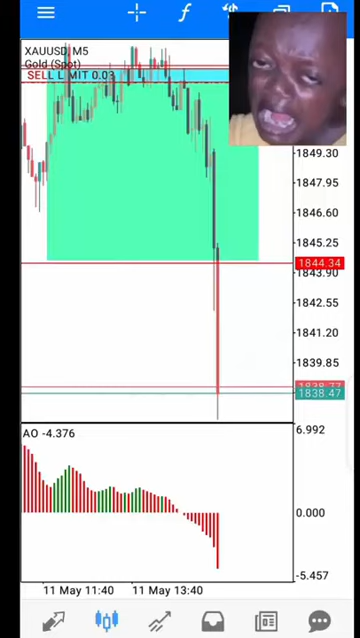 XAUUSD, M5
Gold (Spot)
SELL LIMIT 0.03
1849.30
1847.95
1846.60
1845.25
1844.34
1843.90
1842.55
1841.20
1839.85
1838.77
1838.47
AO -4.376
6.992
0.000
-5.457
11 May 11:40
11 May 13:40